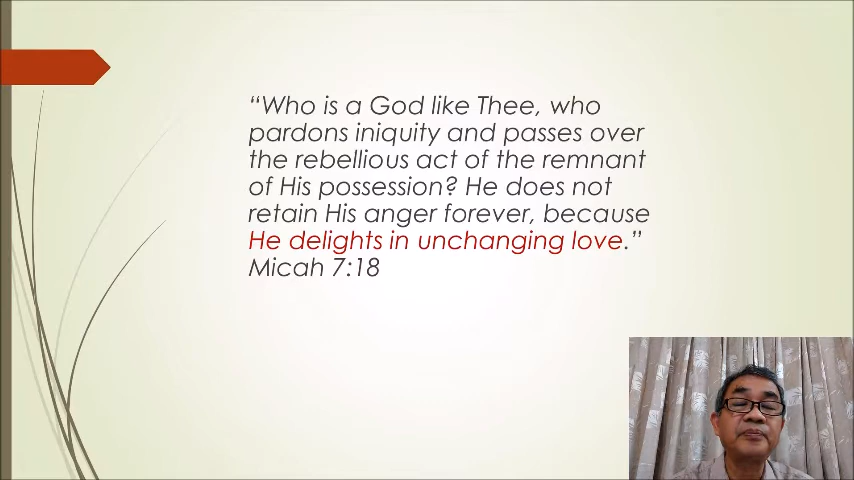 “Who is a God like Thee, who
pardons iniquity and passes over
the rebellious act of the remnant
of His possession? He does not
retain His anger forever, because
He delights in unchanging love.”
Micah 7:18